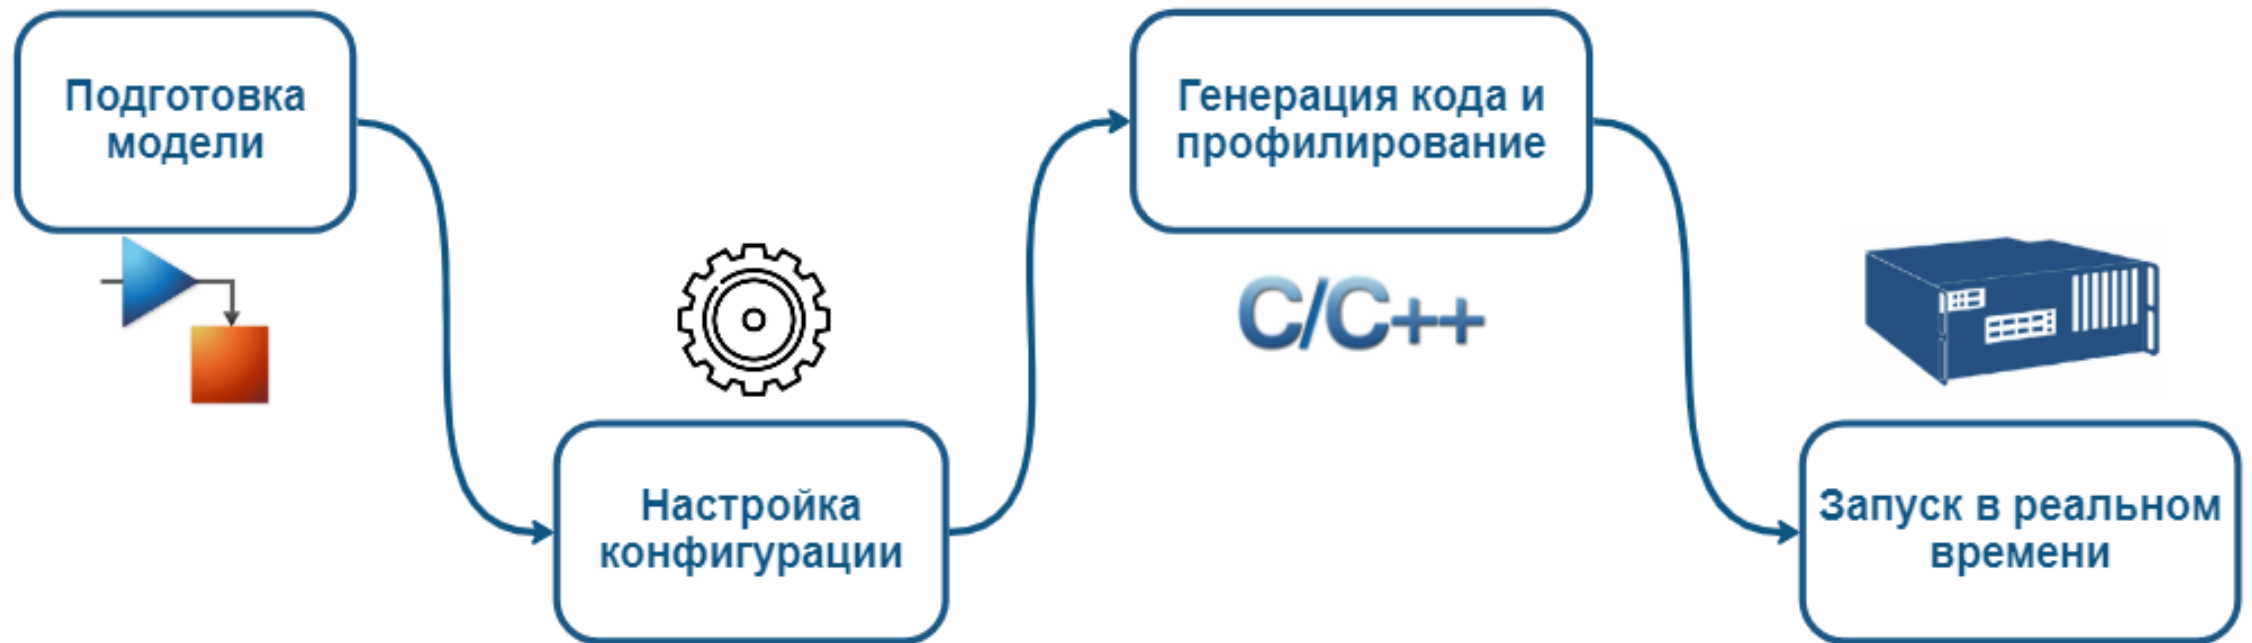 Подготовка
модели
Настройка
конфигурации
Генерация кода и
профилирование
C/C++
Запуск в реальном
времени